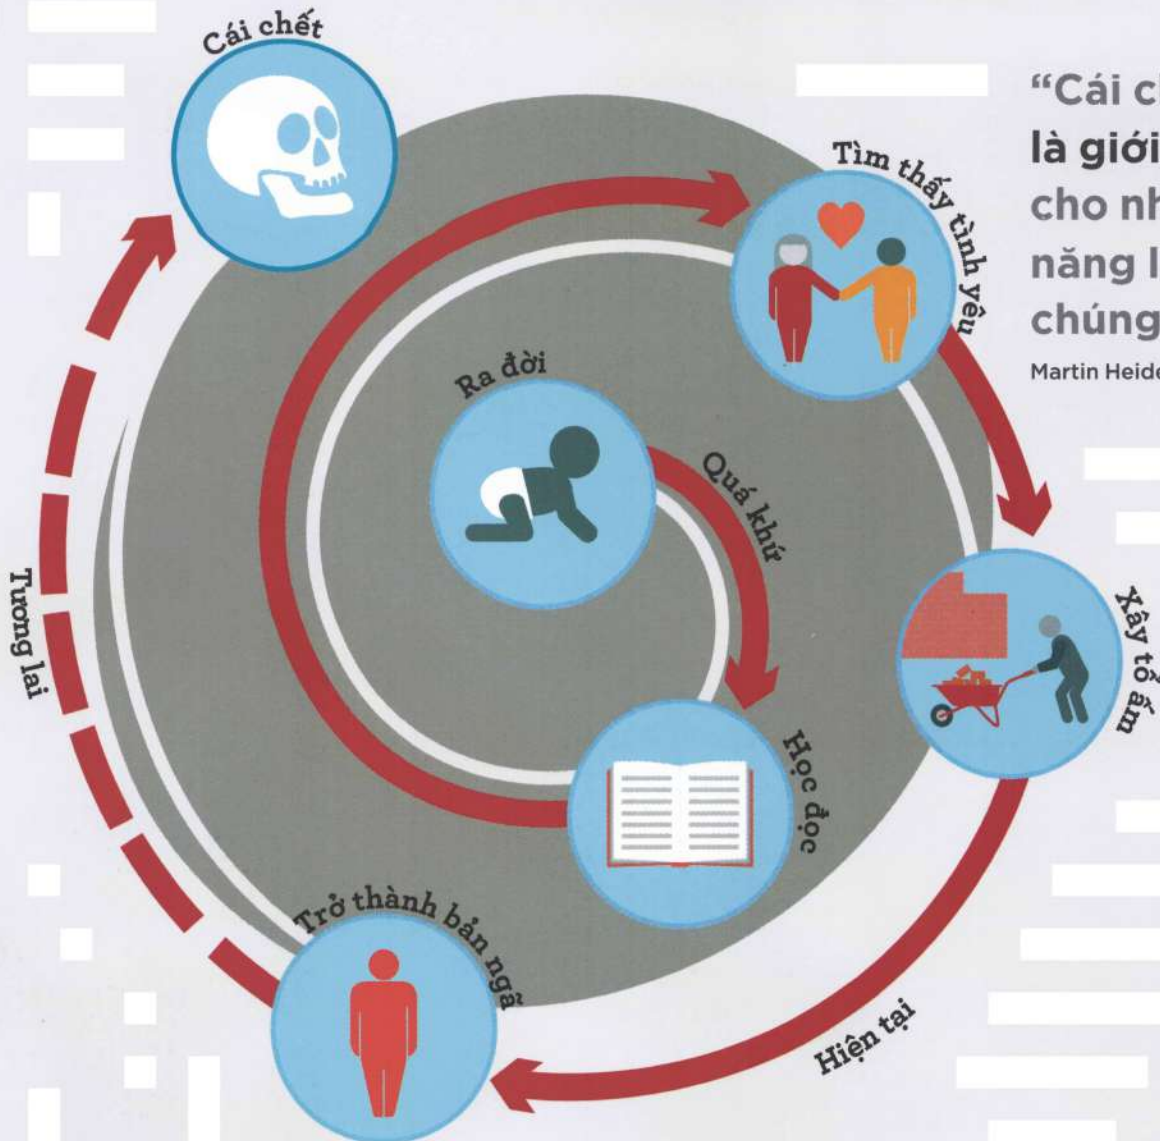 Cái chết
"Cái ch
là giới
cho nh
năng l
chúng
Martin Heide
Tìm thấy tình yêu
Ra đời
Quá khứ
Học đọc
Xây tổ ấm
Hiện tại
Trở thành bản ngã
Tương lai